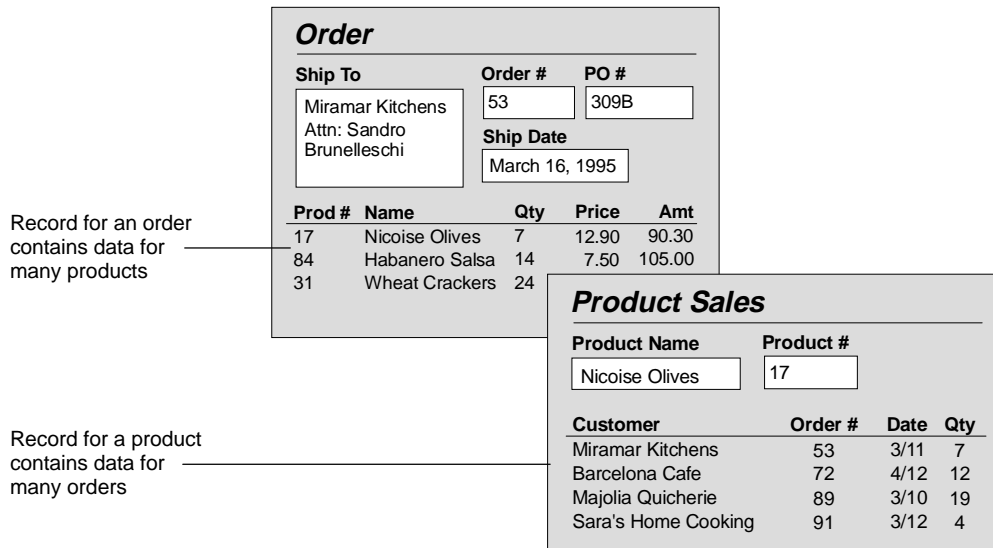 Order
Ship To
Order # PO #
Miramar Kitchens
Attn: Sandro
Brunelleschi
53 309B
Ship Date
March 16, 1995
Prod # Name Qty Price Amt
17 Nicoise Olives 7 12.90 90.30
84 Habanero Salsa 14 7.50 105.00
31 Wheat Crackers 24
Record for an order
contains data for
many products
Product Sales
Product Name Product #
Nicoise Olives 17
Customer Order # Date Qty
Miramar Kitchens 53 3/11 7
Barcelona Cafe 72 4/12 12
Majolia Quicherie 89 3/10 19
Sara's Home Cooking 91 3/12 4
Record for a product
contains data for
many orders